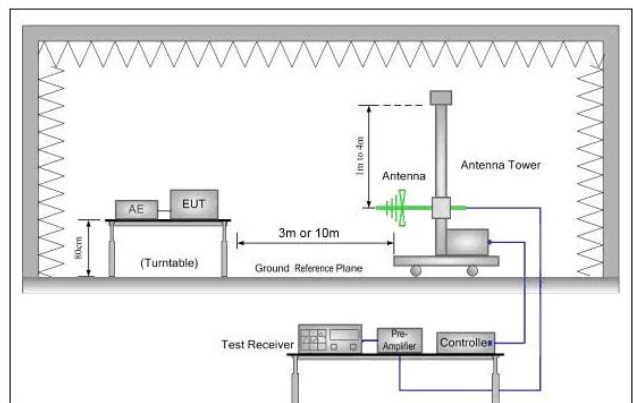 1m to 4m
Antenna
Antenna Tower
AE
EUT
80cm
3m or 10m
(Turntable)
Ground Reference Plane
Test Receiver
Pre-
Amplifier
Controller